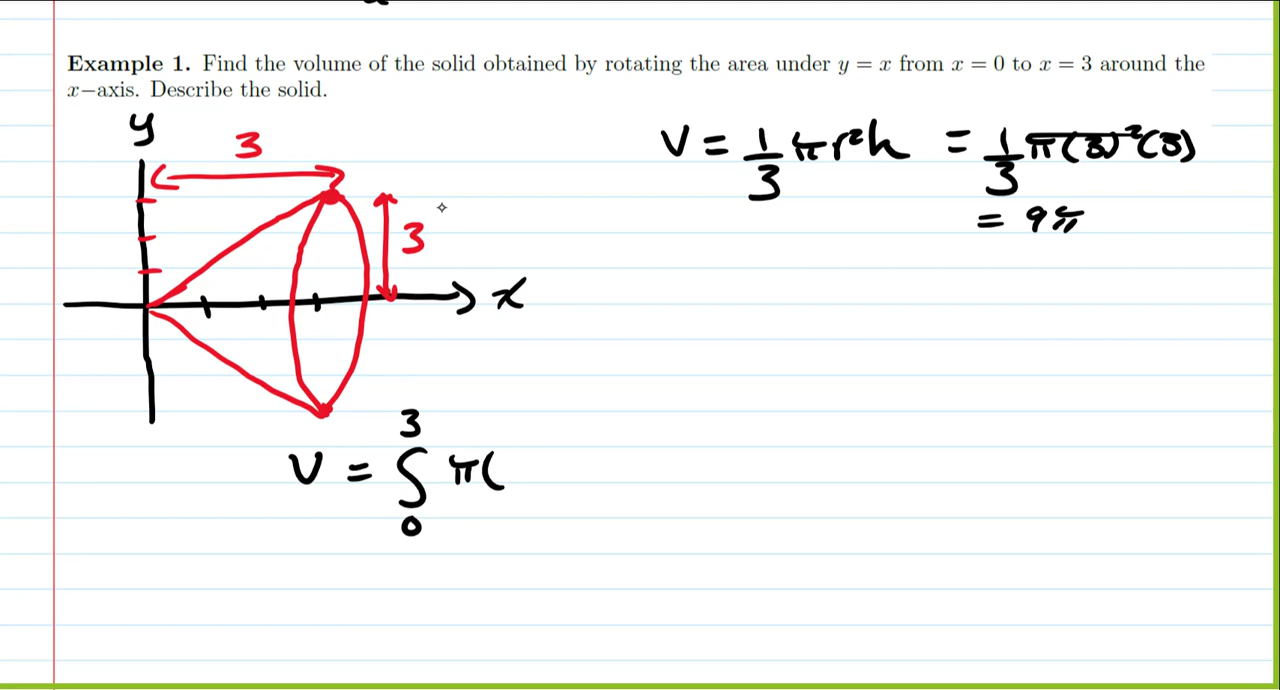 Example 1. Find the volume of the solid obtained by rotating the area under y = x from x = 0 to x = 3 around the
x−axis. Describe the solid.
y
3
V = 1/3 πr²h = 1/3 π(3)²(3)
= 9π
3
x
V = ∫₀³ π(